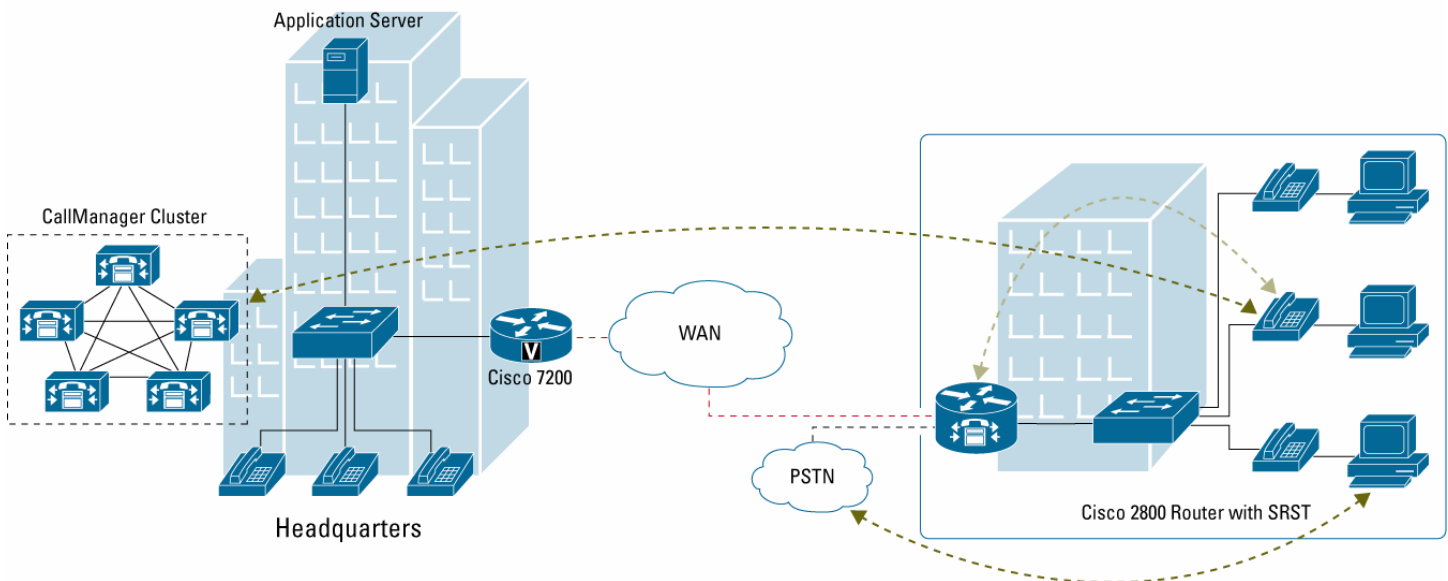 Application Server
CallManager Cluster
V
Cisco 7200
WAN
PSTN
Headquarters
Cisco 2800 Router with SRST